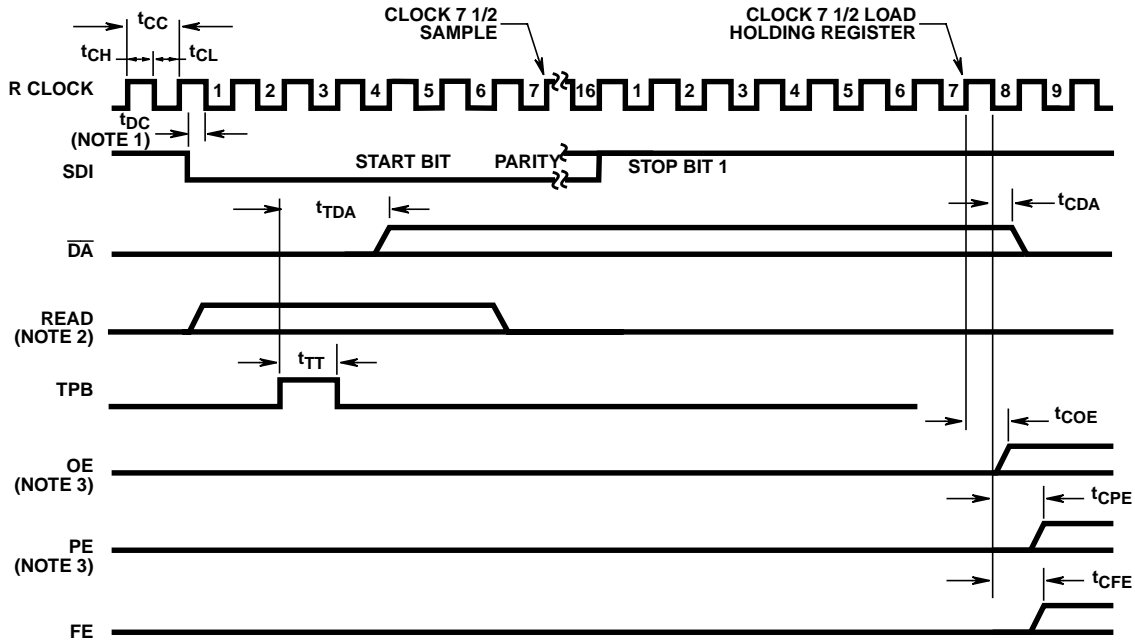 tCC
CLOCK 7 1/2
SAMPLE
CLOCK 7 1/2 LOAD
HOLDING REGISTER
tCH
tCL
R CLOCK
1 2 3 4 5 6 7 16 1 2 3 4 5 6 7 8 9
tDC
(NOTE 1)
SDI
START BIT
PARITY
STOP BIT 1
tTDA
tCDA
DA
READ
(NOTE 2)
tTT
TPB
tCOE
OE
(NOTE 3)
tCPE
PE
(NOTE 3)
tCFE
FE